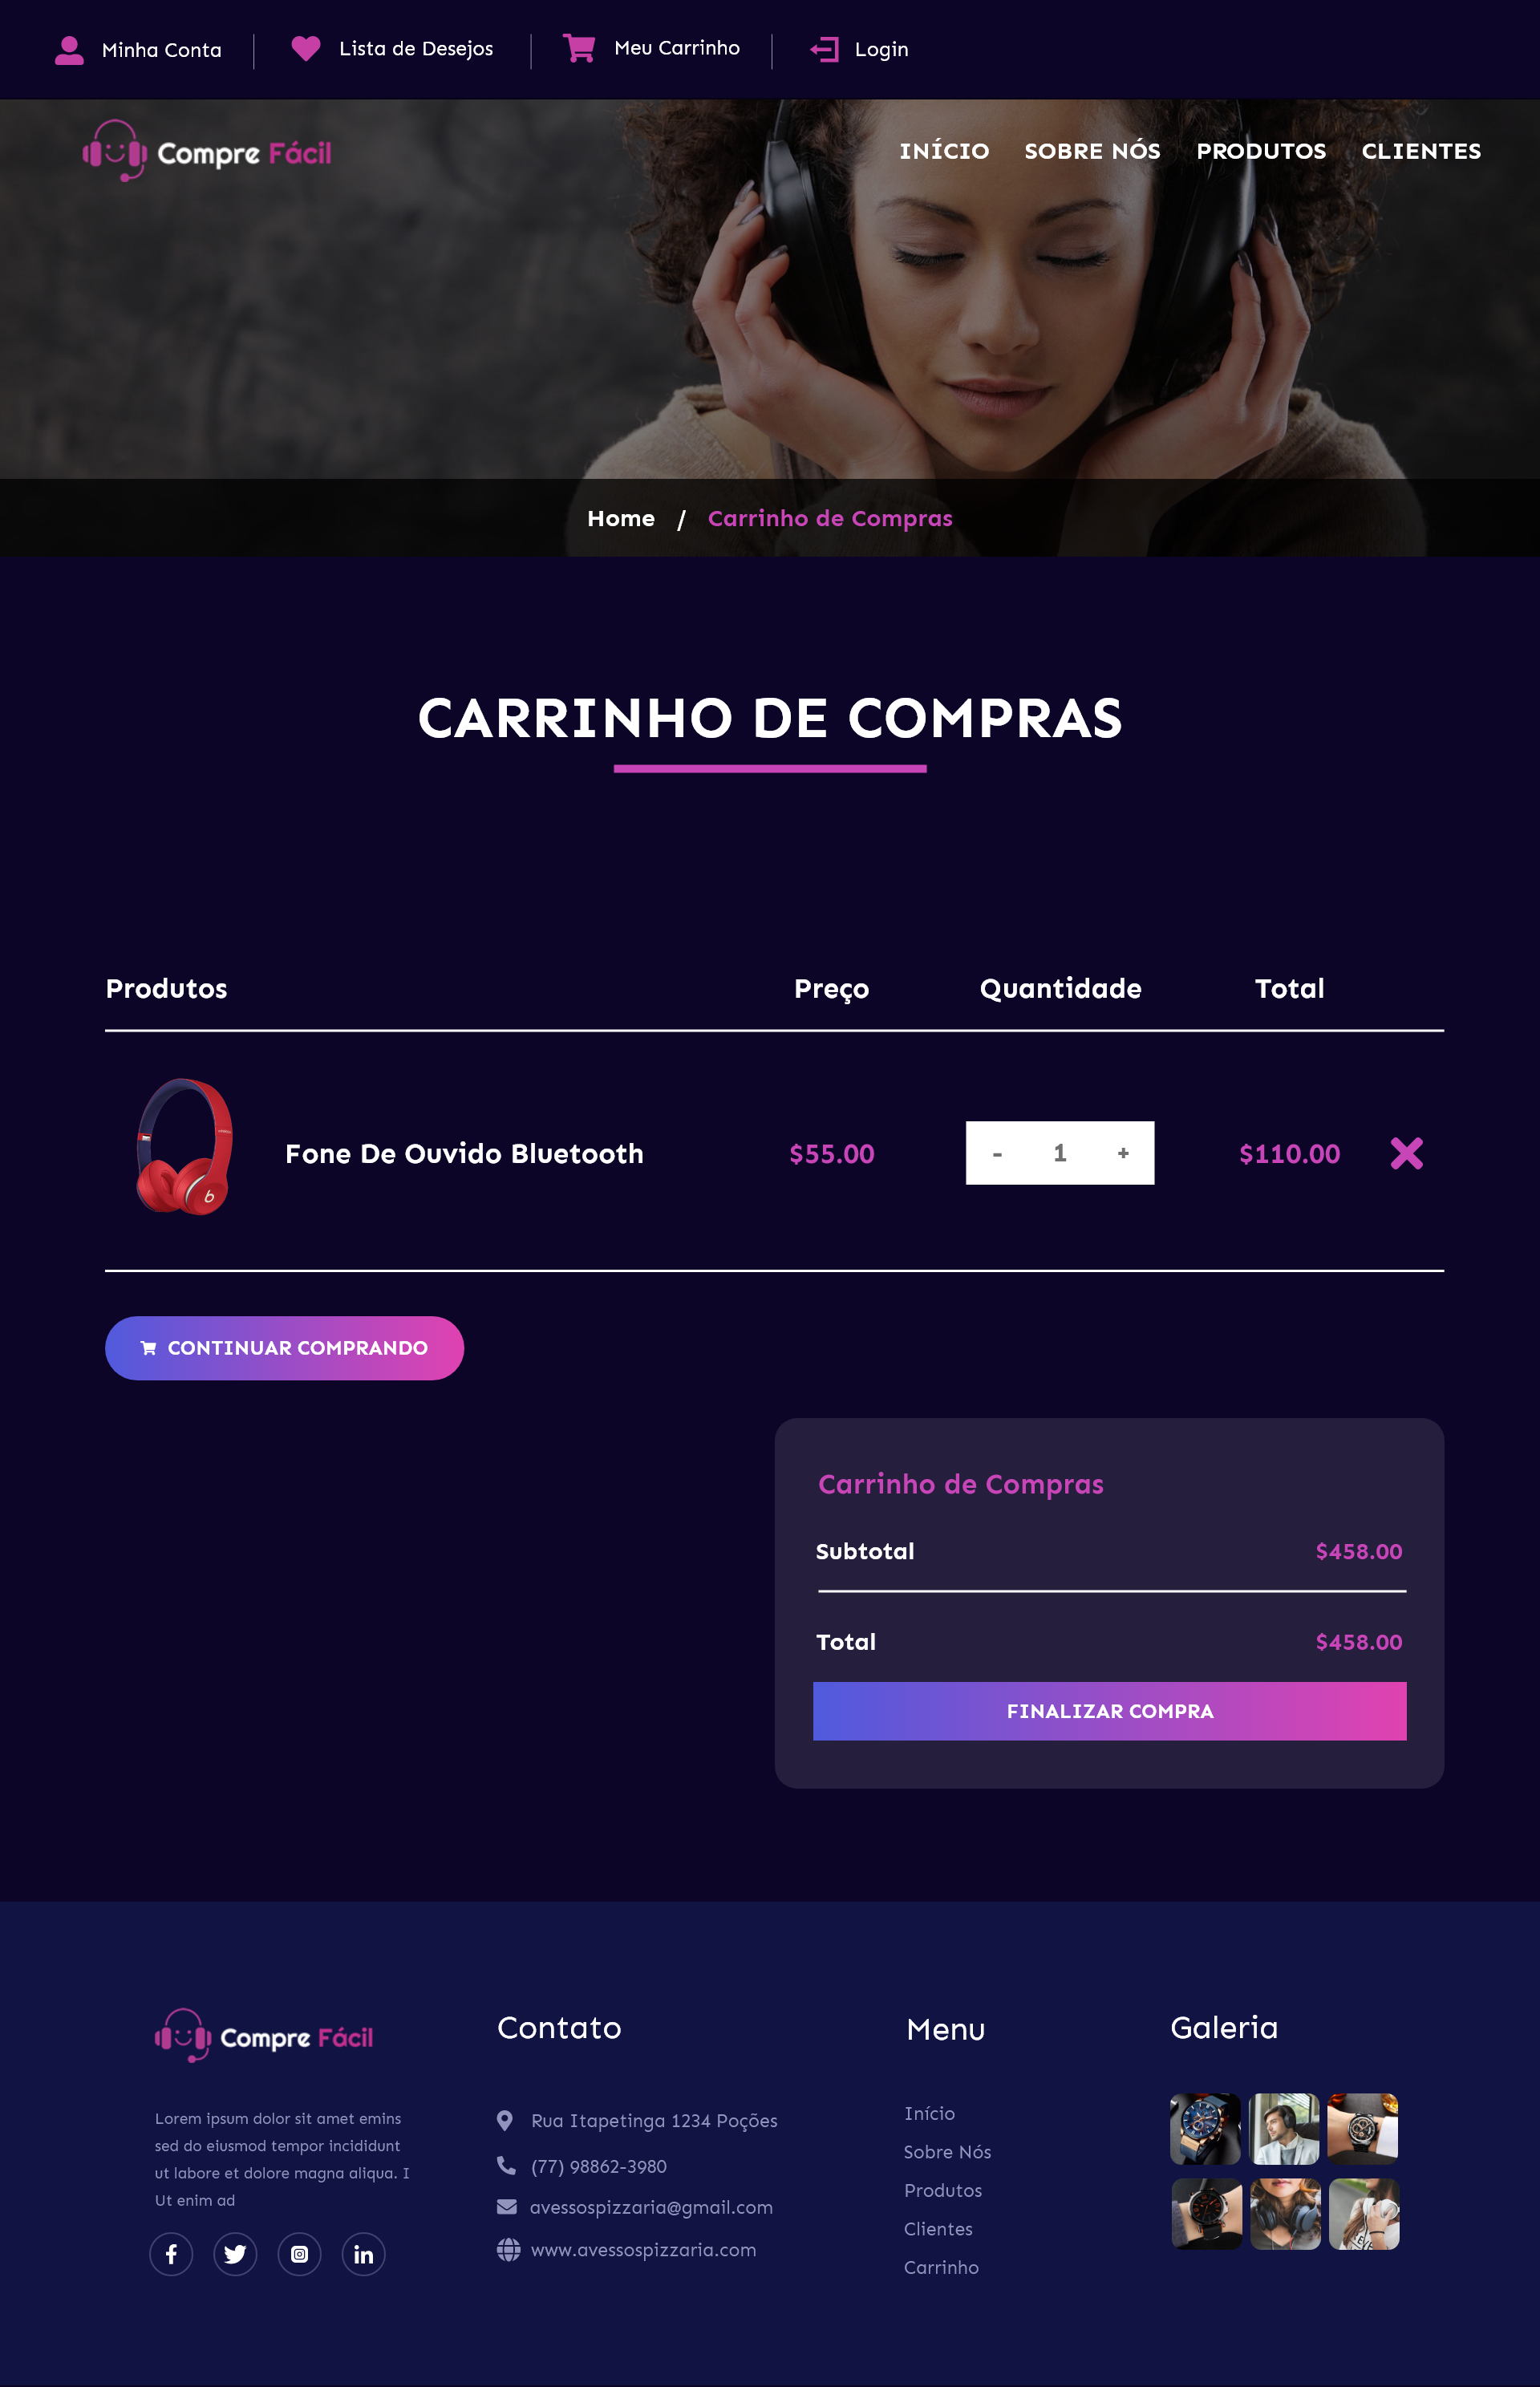 Minha Conta
Lista de Desejos
Meu Carrinho
Login
Compre Fácil
INÍCIO SOBRE NÓS PRODUTOS CLIENTES
Home / Carrinho de Compras
CARRINHO DE COMPRAS
Produtos Preço Quantidade Total
Fone De Ouvido Bluetooth $55.00 - 1 + $110.00
CONTINUAR COMPRANDO
Carrinho de Compras
Subtotal $458.00
Total $458.00
FINALIZAR COMPRA
Compre Fácil
Lorem ipsum dolor sit amet emins
sed do eiusmod tempor incididunt
ut labore et dolore magna aliqua. I
Ut enim ad
Contato
Rua Itapetinga 1234 Poções
(77) 98862-3980
avessospizzaria@gmail.com
www.avessospizzaria.com
Menu
Início
Sobre Nós
Produtos
Clientes
Carrinho
Galeria